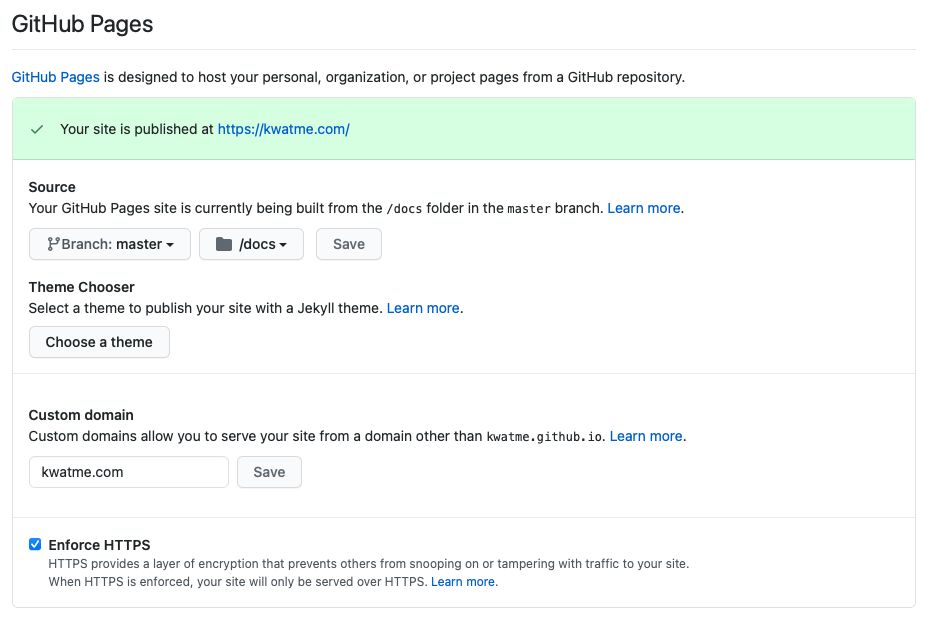 GitHub Pages
GitHub Pages is designed to host your personal, organization, or project pages from a GitHub repository.
Your site is published at https://kwatme.com/
Source
Your GitHub Pages site is currently being built from the /docs folder in the master branch. Learn more.
Branch: master /docs Save
Theme Chooser
Select a theme to publish your site with a Jekyll theme. Learn more.
Choose a theme
Custom domain
Custom domains allow you to serve your site from a domain other than kwatme.github.io. Learn more.
kwatme.com Save
Enforce HTTPS
HTTPS provides a layer of encryption that prevents others from snooping on or tampering with traffic to your site.
When HTTPS is enforced, your site will only be served over HTTPS. Learn more.